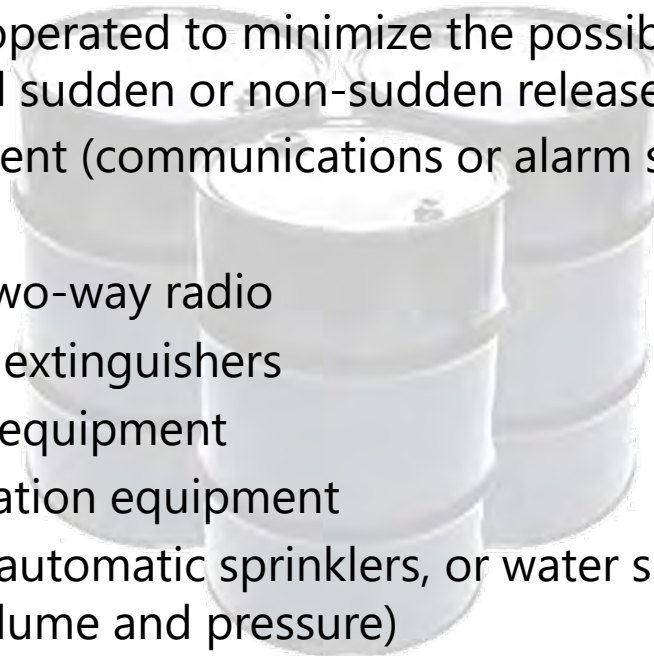 operated to minimize the possib
l sudden or non-sudden release
ent (communications or alarm s
wo-way radio
extinguishers
equipment
ation equipment
automatic sprinklers, or water s
lume and pressure)